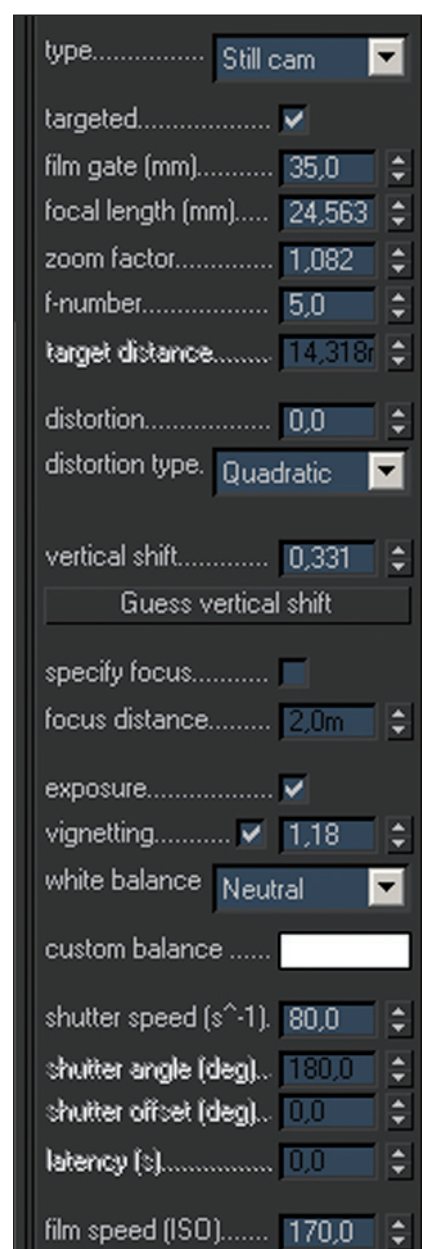 type................ Still cam
targeted....................
film gate (mm)........... 35,0
focal length (mm)..... 24,563
zoom factor.............. 1,082
f-number................... 5,0
target distance......... 14,318r
distortion................... 0,0
distortion type. Quadratic
vertical shift............. 0,331
Guess vertical shift
specify focus...........
focus distance......... 2,0m
exposure...................
vignetting........... 1,18
white balance Neutral
custom balance ......
shutter speed (s^-1). 80,0
shutter angle (deg).. 180,0
shutter offset (deg).. 0,0
latency (s)................ 0,0
film speed (ISO)....... 170,0